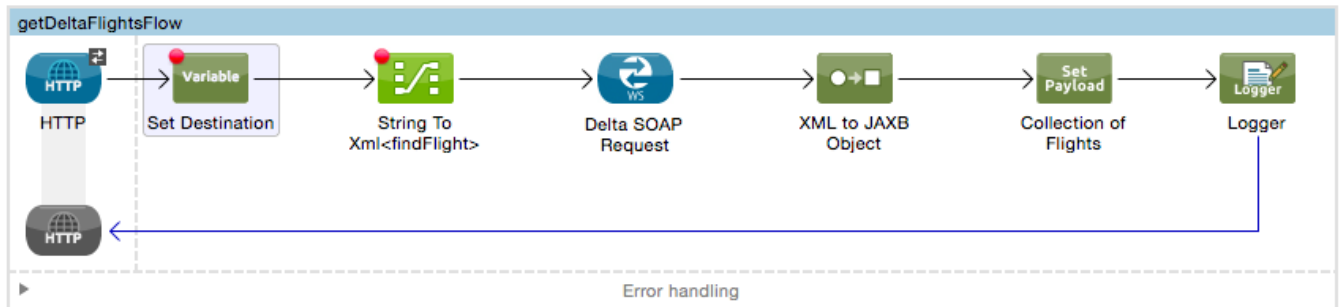 getDeltaFlightsFlow
HTTP
Variable
WS
Set
Payload
Logger
HTTP
Set Destination
String To
Xml<findFlight>
Delta SOAP
Request
XML to JAXB
Object
Collection of
Flights
Logger
HTTP
Error handling